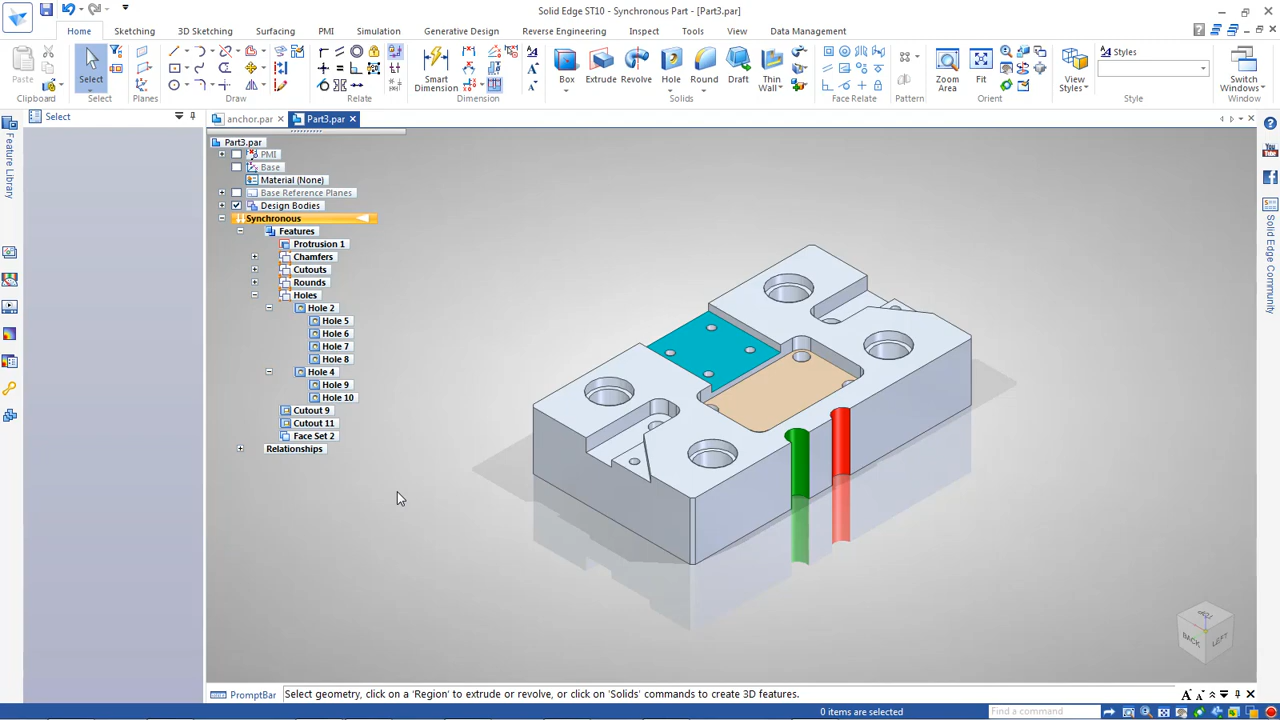 Solid Edge ST10 - Synchronous Part - [Part3.par]
Home Sketching 3D Sketching Surfacing PMI Simulation Generative Design Reverse Engineering Inspect Tools View Data Management
Paste
Select
Smart Dimension
Box Extrude Revolve Hole Round Draft Thin Wall
Zoom Area
Fit
View Styles
Styles
Switch Windows
Clipboard Select Planes Draw Relate Dimension Solids Face Relate Pattern Orient Style Window
Select
anchor.par
Part3.par
Feature Library
Part3.par
PMI
Base
Material (None)
Base Reference Planes
Design Bodies
Synchronous
Features
Protrusion 1
Chamfers
Cutouts
Rounds
Holes
Hole 2
Hole 5
Hole 6
Hole 7
Hole 8
Hole 4
Hole 9
Hole 10
Cutout 9
Cutout 11
Face Set 2
Relationships
You Tube
Solid Edge Community
TOP
BACK
LEFT
PromptBar
Select geometry, click on a 'Region' to extrude or revolve, or click on 'Solids' commands to create 3D features.
0 items are selected
Find a command